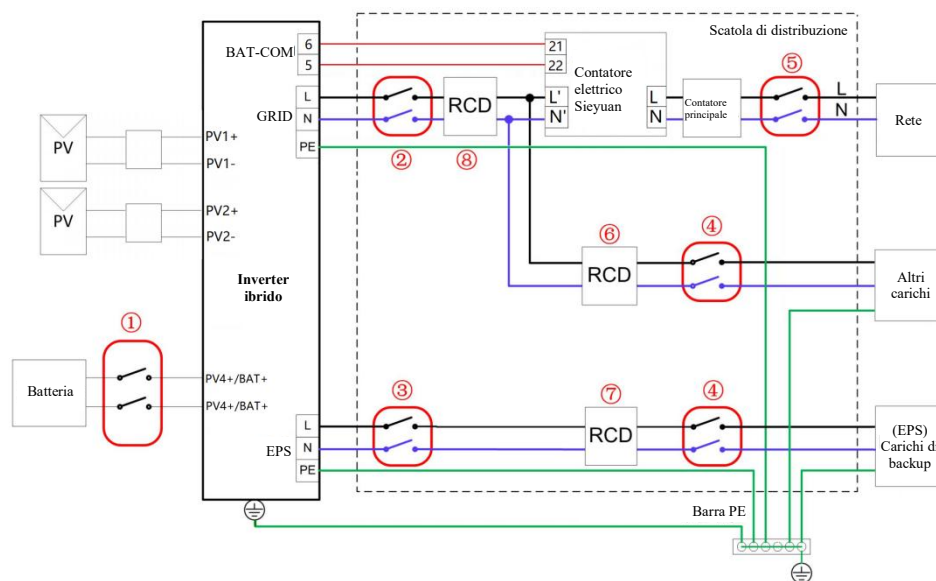 Scatola di distribuzione
BAT-COM
6
5
21
22
Contatore
elettrico
Sieyuan
L'
N'
L
N
Contatore
principale
⑤
L
N
Rete
GRID
L
N
PE
②
RCD
⑧
PV
PV1+
PV1-
PV
PV2+
PV2-
Inverter
ibrido
⑥
RCD
④
Altri
carichi
①
Batteria
PV4+/BAT+
PV4+/BAT+
EPS
L
N
PE
③
⑦
RCD
④
(EPS)
Carichi di
backup
Barra PE